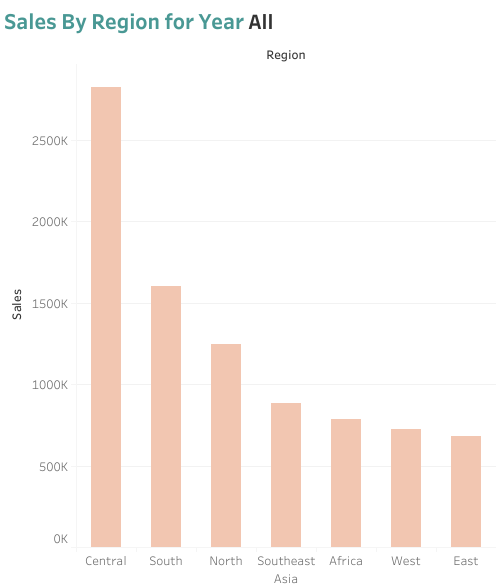 Sales By Region for Year All
Region
2500K
2000K
1500K
1000K
500K
0K
Sales
Central South North Southeast Asia Africa West East